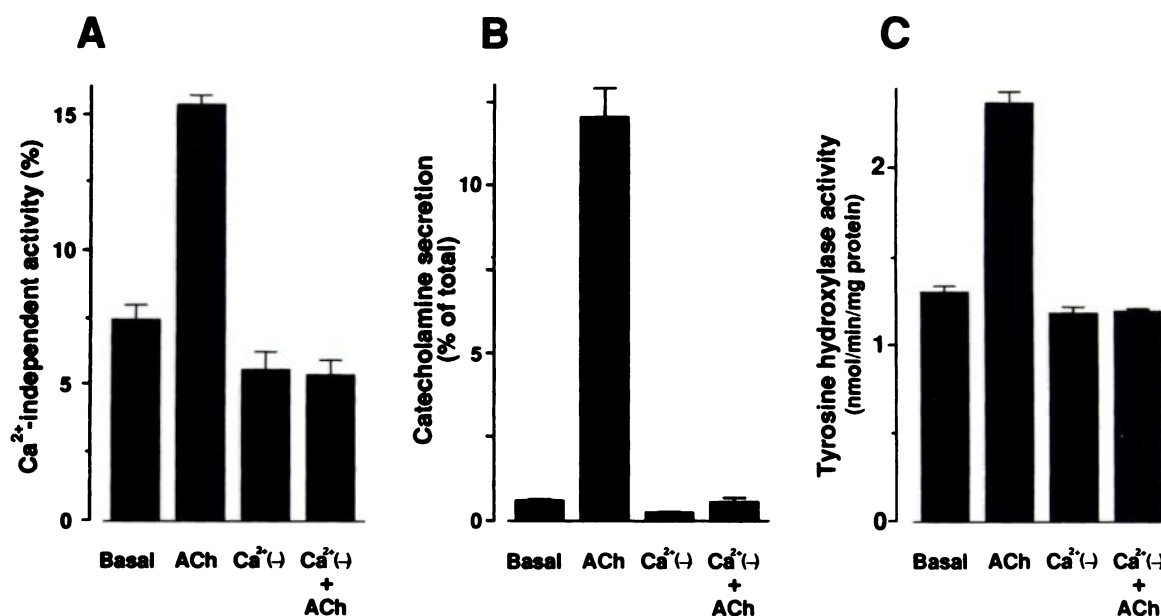 A
Ca²⁺-independent activity (%)
15
10
5
0
Basal
ACh
Ca²⁺(-)
Ca²⁺(-)
+
ACh
B
Catecholamine secretion
(% of total)
10
5
0
Basal
ACh
Ca²⁺(-)
Ca²⁺(-)
+
ACh
C
Tyrosine hydroxylase activity
(nmol/min/mg protein)
2
1
0
Basal
ACh
Ca²⁺(-)
Ca²⁺(-)
+
ACh